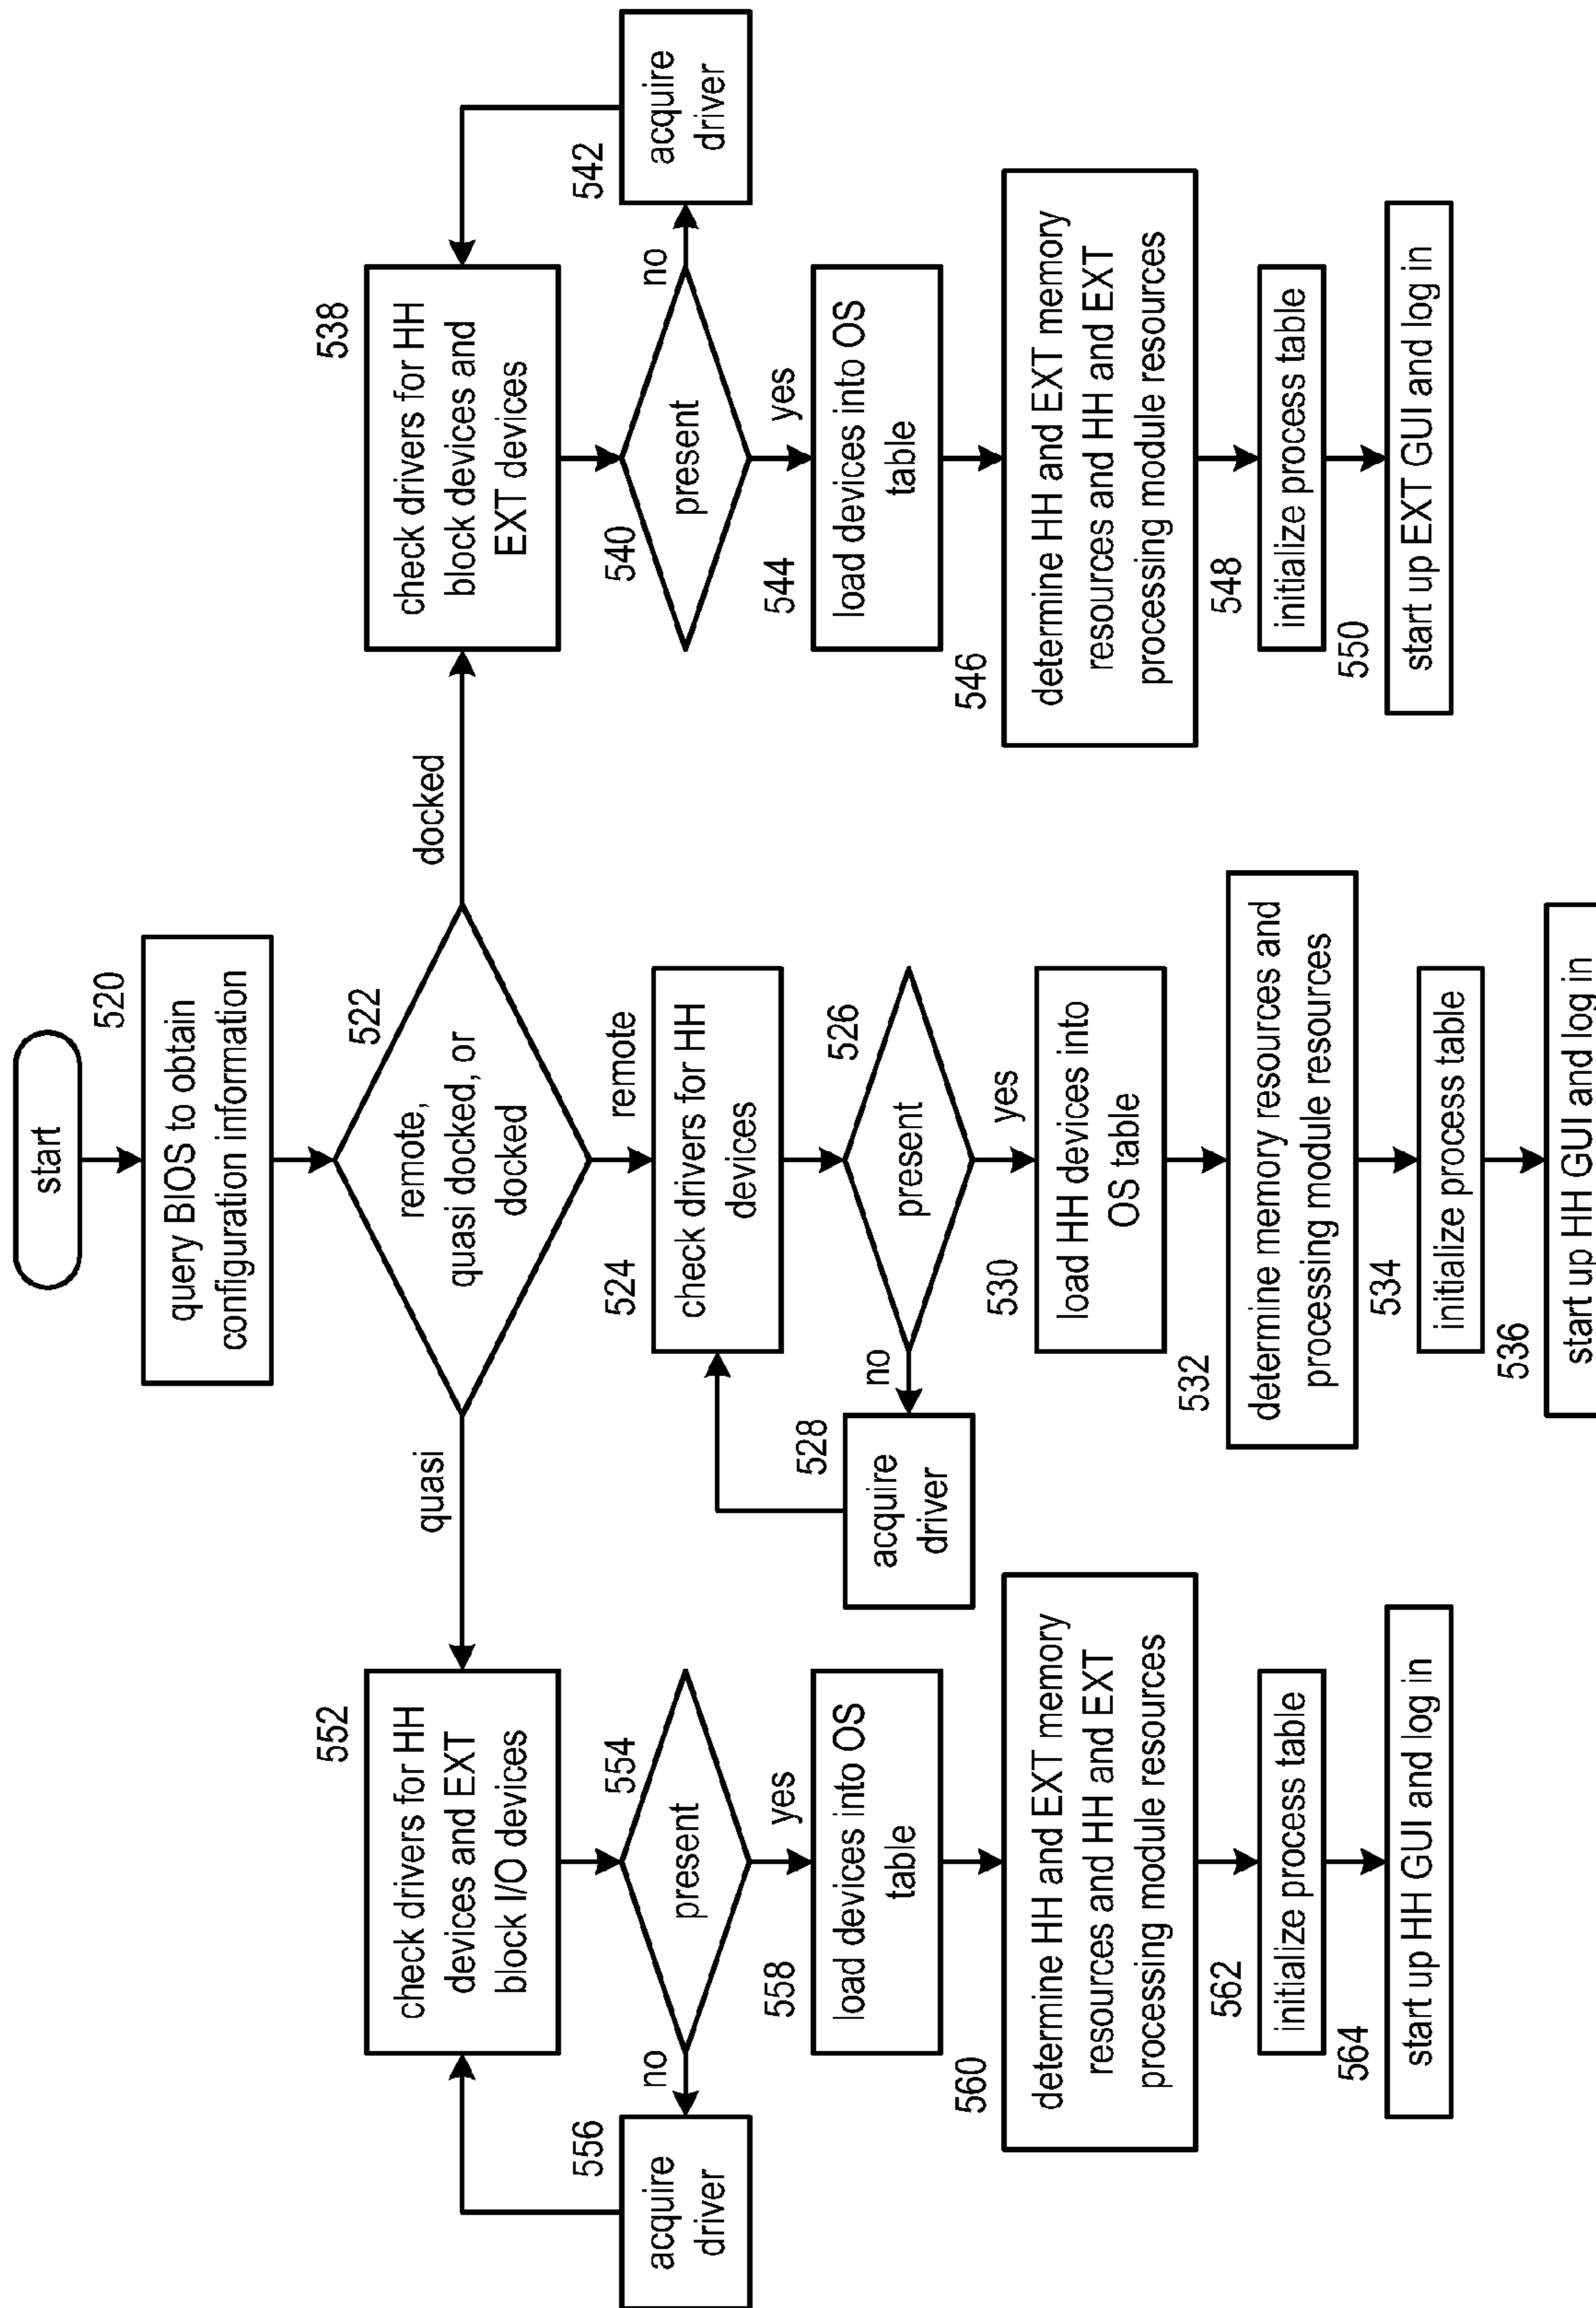 start
520
query BIOS to obtain
configuration information
522
remote,
quasi docked, or
docked
quasi
remote
docked
552
check drivers for HH
devices and EXT
block I/O devices
554
present
no
yes
556
acquire
driver
558
load devices into OS
table
560
determine HH and EXT memory
resources and HH and EXT
processing module resources
562
initialize process table
564
start up HH GUI and log in
524
check drivers for HH
devices
526
present
no
yes
528
acquire
driver
530
load HH devices into
OS table
532
determine memory resources and
processing module resources
534
initialize process table
536
start up HH GUI and log in
538
check drivers for HH
block devices and
EXT devices
540
present
no
yes
542
acquire
driver
544
load devices into OS
table
546
determine HH and EXT memory
resources and HH and EXT
processing module resources
548
initialize process table
550
start up EXT GUI and log in